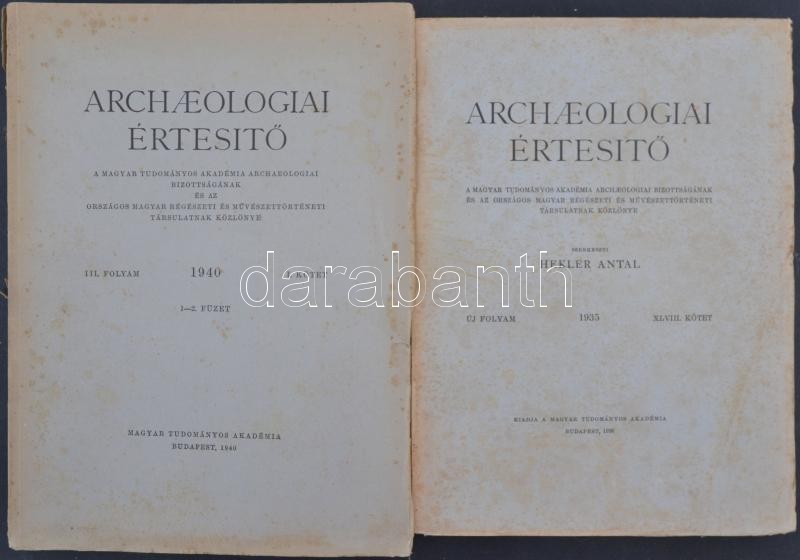 ARCHÆOLOGIAI
ÉRTESITŐ
A MAGYAR TUDOMÁNYOS AKADÉMIA ARCHAEOLOGIAI
BIZOTTSÁGÁNAK
ÉS AZ
ORSZÁGOS MAGYAR RÉGÉSZETI ÉS MŰVÉSZETTÖRTÉNETI
TÁRSULATNAK KÖZLÖNYE
III. FOLYAM 1940 I. KÖTET
1—2. FÜZET
MAGYAR TUDOMÁNYOS AKADÉMIA
BUDAPEST, 1940
ARCHÆOLOGIAI
ÉRTESITŐ
A MAGYAR TUDOMÁNYOS AKADÉMIA ARCHÆOLOGIAI BIZOTTSÁGÁNAK
ÉS AZ ORSZÁGOS MAGYAR RÉGÉSZETI ÉS MŰVÉSZETTÖRTÉNETI
TÁRSULATNAK KÖZLÖNYE
SZERKESZTI
HEKLER ANTAL
ÚJ FOLYAM 1935 XLVIII. KÖTET
KIADJA A MAGYAR TUDOMÁNYOS AKADÉMIA
BUDAPEST,
darabanth